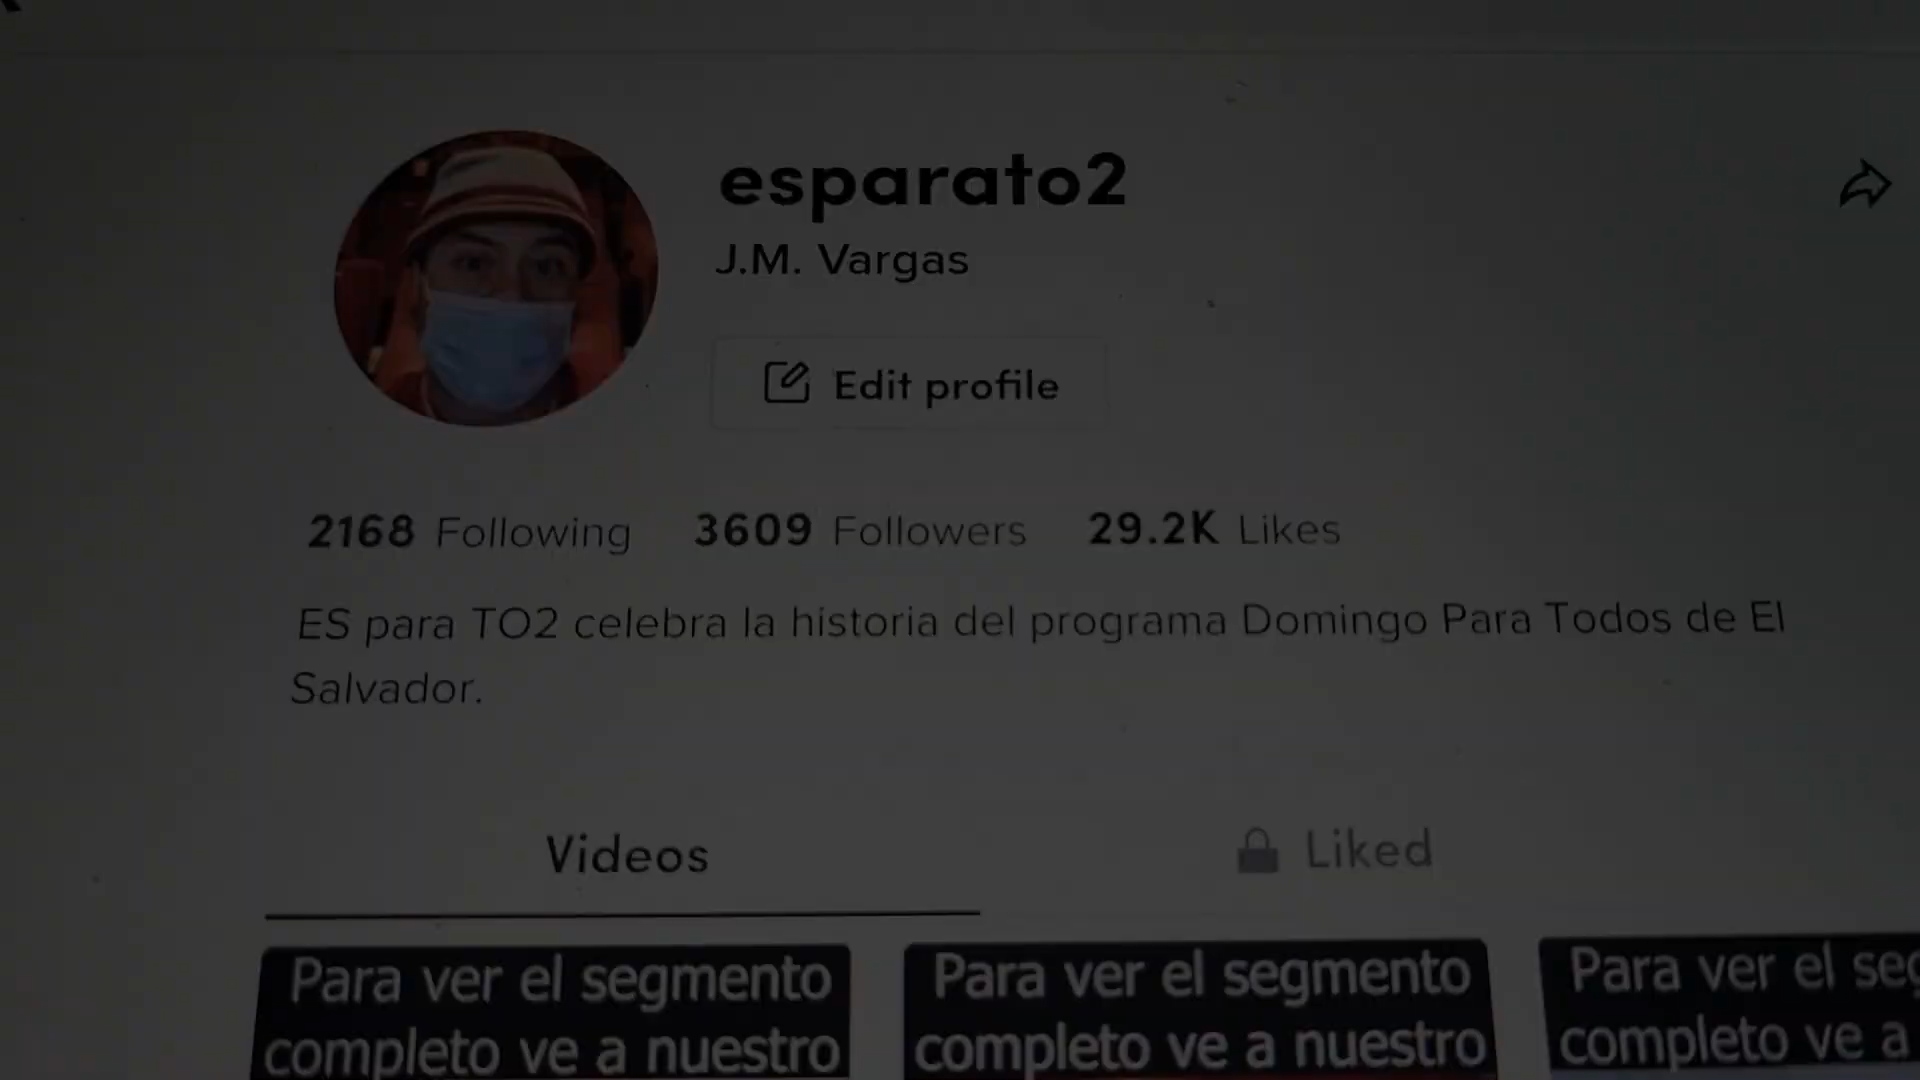 esparato2
J.M. Vargas
Edit profile
2168 Following 3609 Followers 29.2K Likes
ES para TO2 celebra la historia del programa Domingo Para Todos de El
Salvador.
Videos Liked
Para ver el segmento
completo ve a nuestro
Para ver el segmento
completo ve a nuestro
Para ver el seg
completo ve a